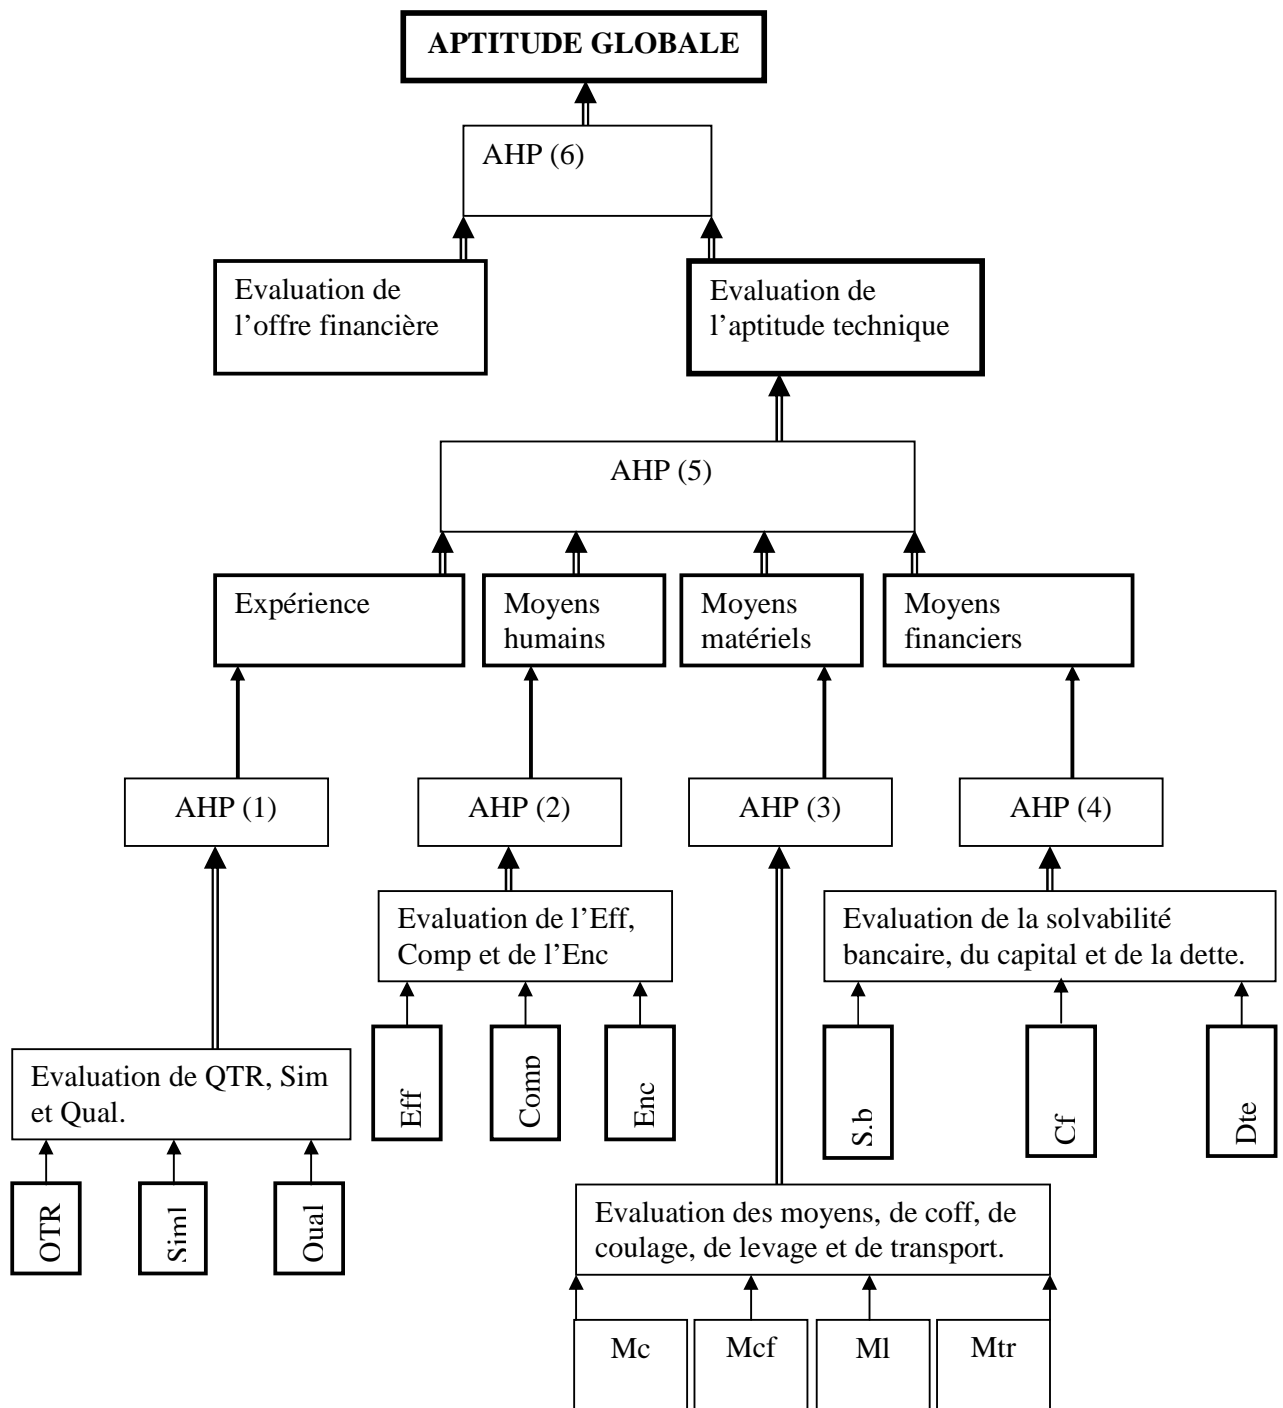 APTITUDE GLOBALE
AHP (6)
Evaluation de
l’offre financière
Evaluation de
l’aptitude technique
AHP (5)
Expérience
Moyens
humains
Moyens
matériels
Moyens
financiers
AHP (1)
AHP (2)
AHP (3)
AHP (4)
Evaluation de l’Eff,
Comp et de l’Enc
Evaluation de la solvabilité
bancaire, du capital et de la dette.
Eff
Comp
Enc
S.b
Cf
Dte
Evaluation de QTR, Sim
et Qual.
QTR
Siml
Qual
Evaluation des moyens, de coff, de
coulage, de levage et de transport.
Mc
Mcf
Ml
Mtr